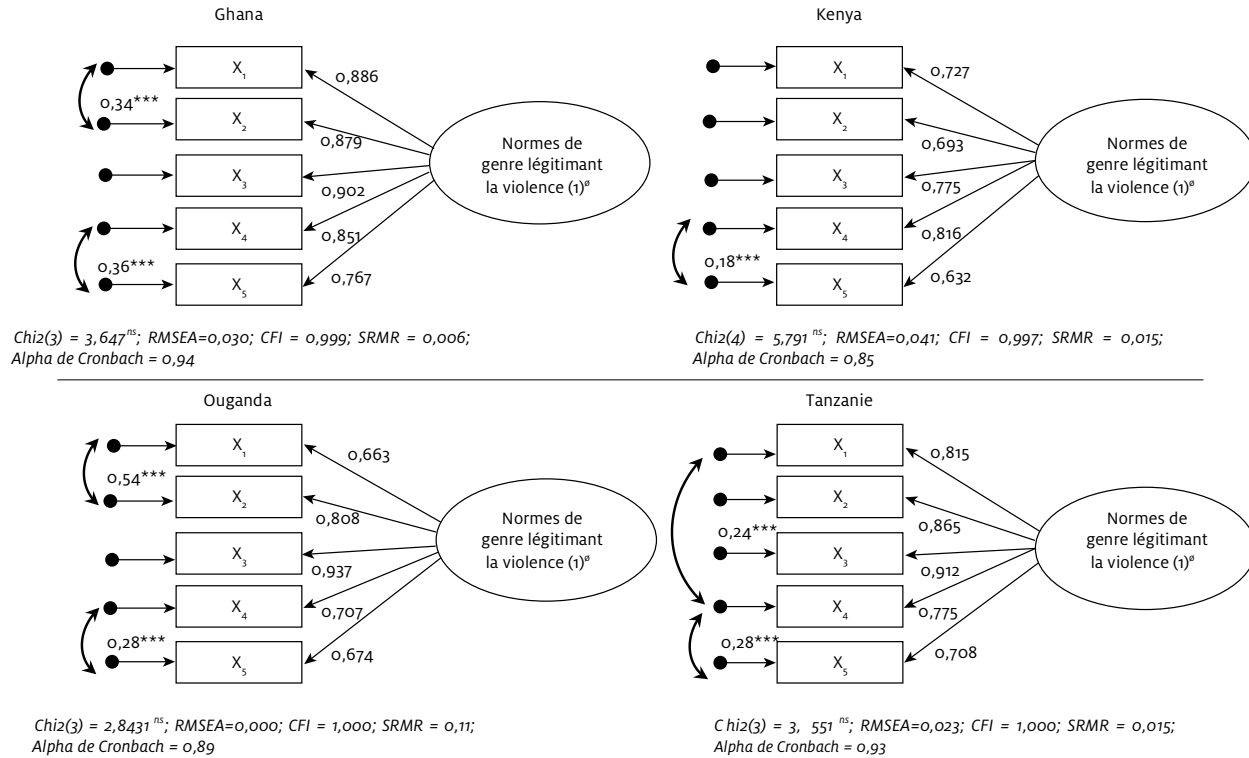 Ghana
X₁
X₂
X₃
X₄
X₅
0,34***
0,36***
0,886
0,879
0,902
0,851
0,767
Normes de
genre légitimant
la violence (1)ᵒ̸
Chi2(3) = 3,647 ns; RMSEA=0,030; CFI = 0,999; SRMR = 0,006;
Alpha de Cronbach = 0,94
Kenya
X₁
X₂
X₃
X₄
X₅
0,18***
0,727
0,693
0,775
0,816
0,632
Normes de
genre légitimant
la violence (1)ø
Chi2(4) = 5,791 ns; RMSEA=0,041; CFI = 0,997; SRMR = 0,015;
Alpha de Cronbach = 0,85
Ouganda
X₁
X₂
X₃
X₄
X₅
0,54***
0,28***
0,663
0,808
0,937
0,707
0,674
Normes de
genre légitimant
la violence (1)ø
Chi2(3) = 2,8431 ns; RMSEA=0,000; CFI = 1,000; SRMR = 0,11;
Alpha de Cronbach = 0,89
Tanzanie
X₁
X₂
X₃
X₄
X₅
0,24***
0,28***
0,815
0,865
0,912
0,775
0,708
Normes de
genre légitimant
la violence (1)ø
Chi2(3) = 3, 551 ns; RMSEA=0,023; CFI = 1,000; SRMR = 0,015;
Alpha de Cronbach = 0,93